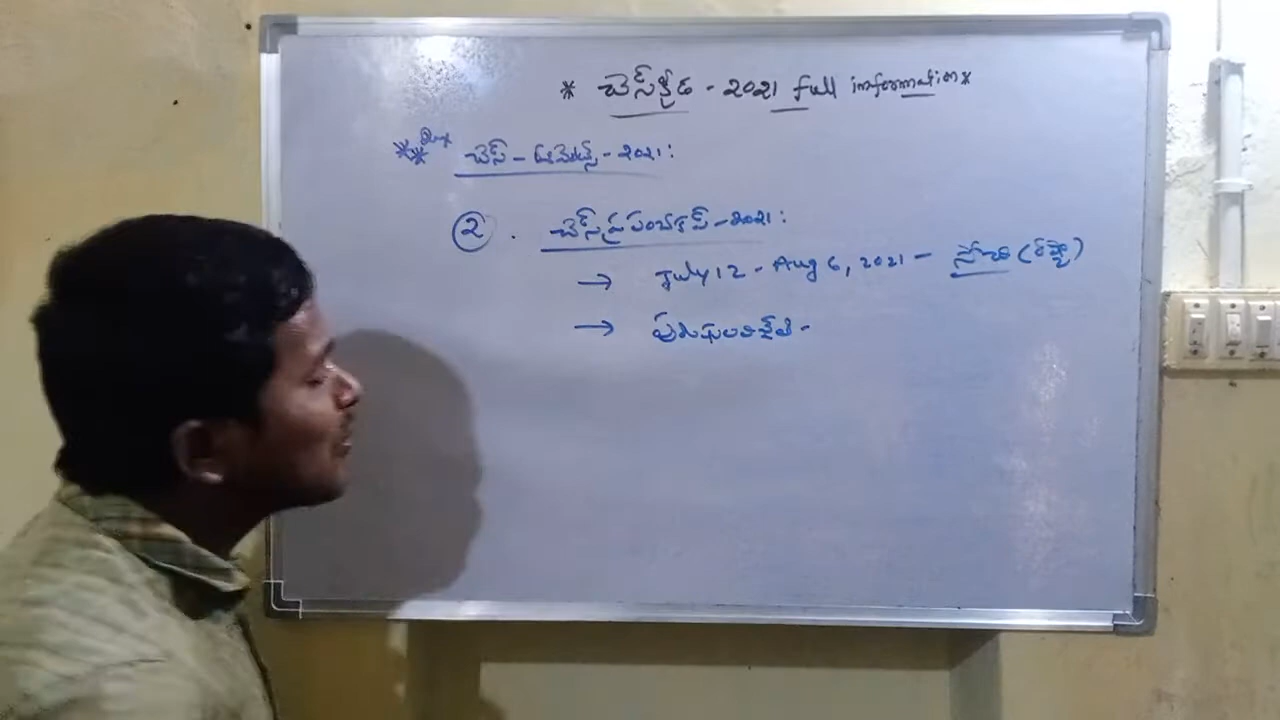 * చెస్ క్రీడ - 2021 full information *
** చెస్ - టోర్నమెంట్స్ - 2021:
2. చెస్ ప్రపంచకప్ - 2021:
→ July 12 - Aug 6, 2021 - సోచి (రష్యా)
→ పురుషుల విజేత -